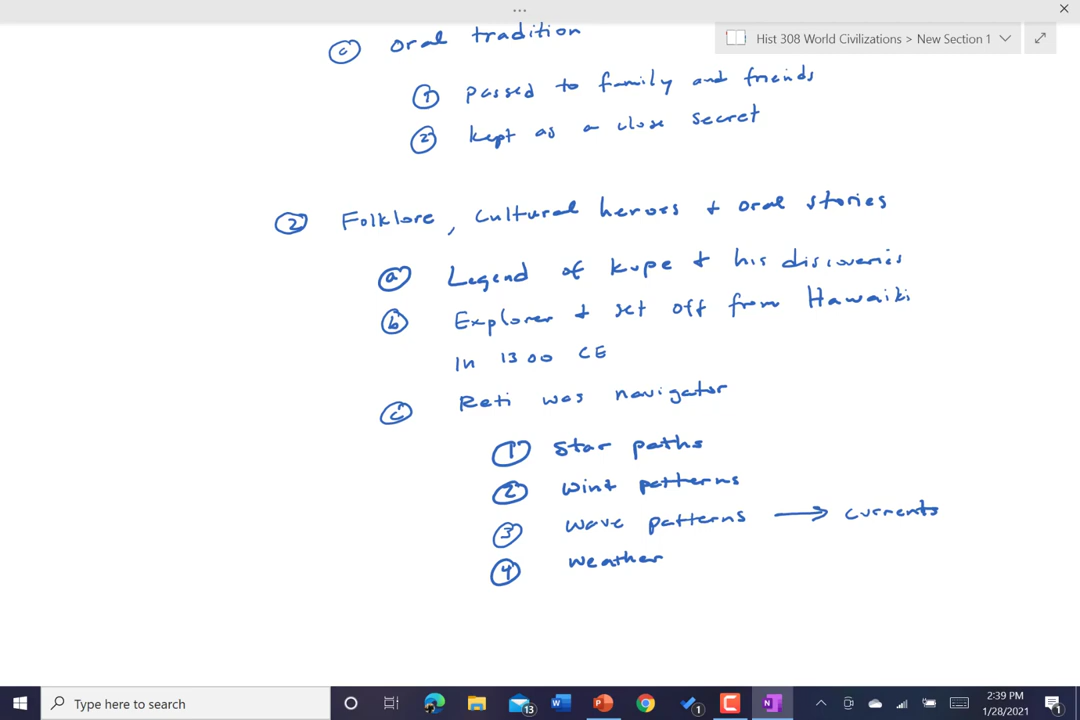 Hist 308 World Civilizations > New Section 1
c oral tradition
1 passed to family and friends
2 kept as a close secret
2 Folklore, cultural heroes + oral stories
a Legend of Kupe + his discoveries
b Explorer + set off from Hawaiki
In 1300 CE
c Reti was navigator
1 Star paths
2 Wind patterns
3 Wave patterns → currents
4 Weather
Type here to search
13
1
2:39 PM
1/28/2021
1